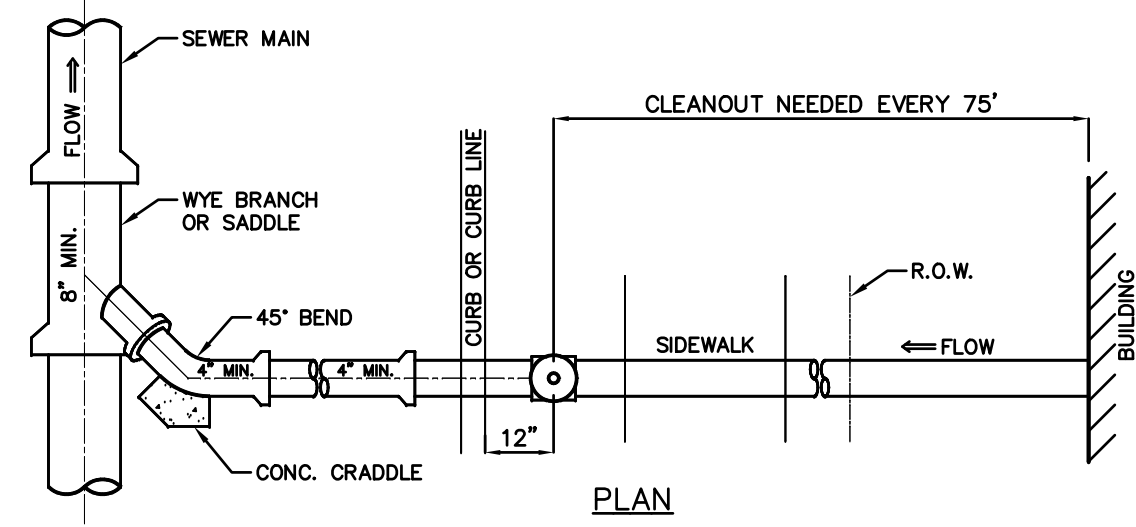 SEWER MAIN
FLOW
CLEANOUT NEEDED EVERY 75'
WYE BRANCH
OR SADDLE
8" MIN.
CURB OR CURB LINE
R.O.W.
45° BEND
BUILDING
SIDEWALK
FLOW
4" MIN.
4" MIN.
12"
CONC. CRADDLE
PLAN